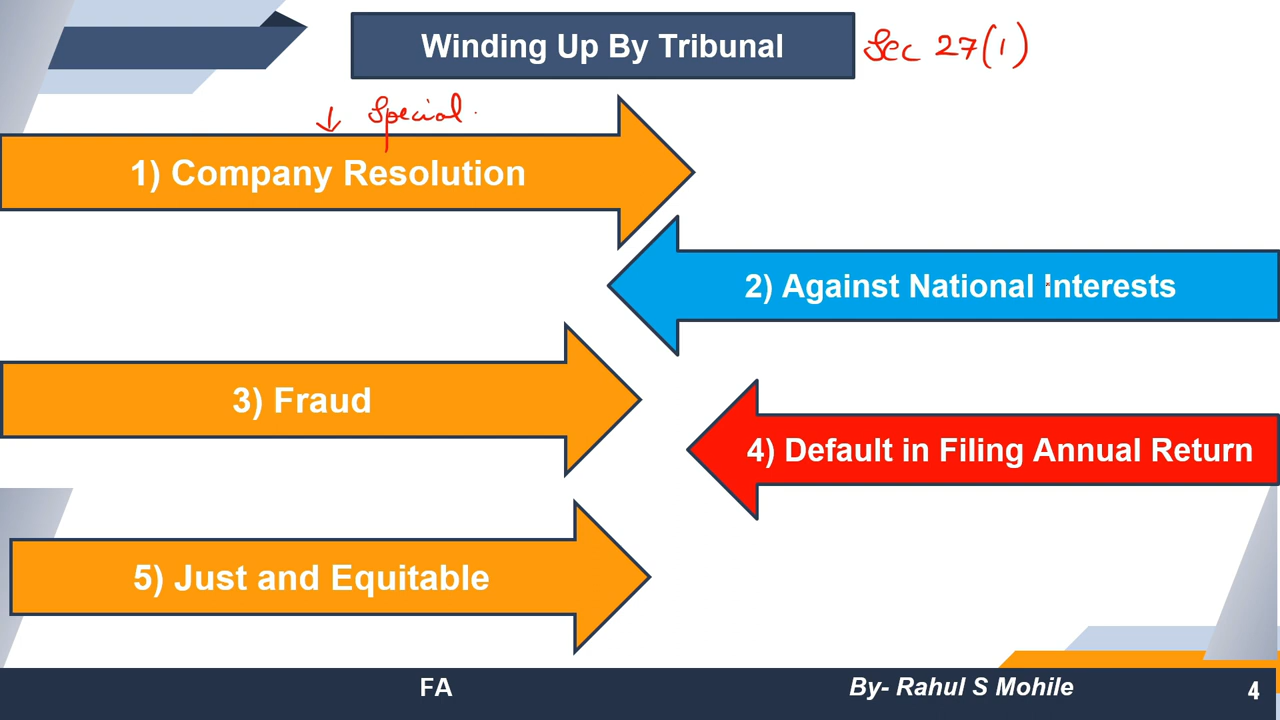 Winding Up By Tribunal Sec 27(1)
↓ Special
1) Company Resolution
2) Against National Interests
3) Fraud
4) Default in Filing Annual Return
5) Just and Equitable
FA By- Rahul S Mohile 4